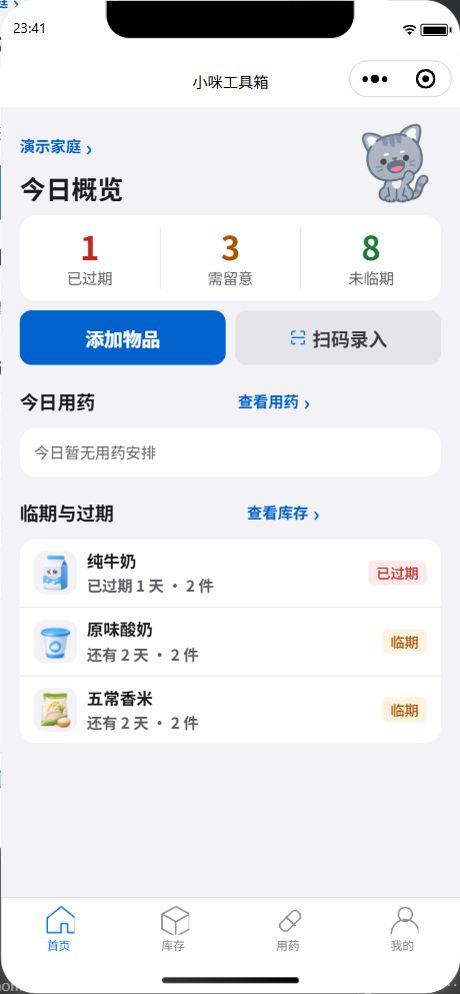 23:41
小咪工具箱
演示家庭 ›
今日概览
1 3 8
已过期 需留意 未临期
添加物品 扫码录入
今日用药 查看用药 ›
今日暂无用药安排
临期与过期 查看库存 ›
纯牛奶
已过期 1 天 · 2 件
已过期
原味酸奶
还有 2 天 · 2 件
临期
五常香米
还有 2 天 · 2 件
临期
首页 库存 用药 我的